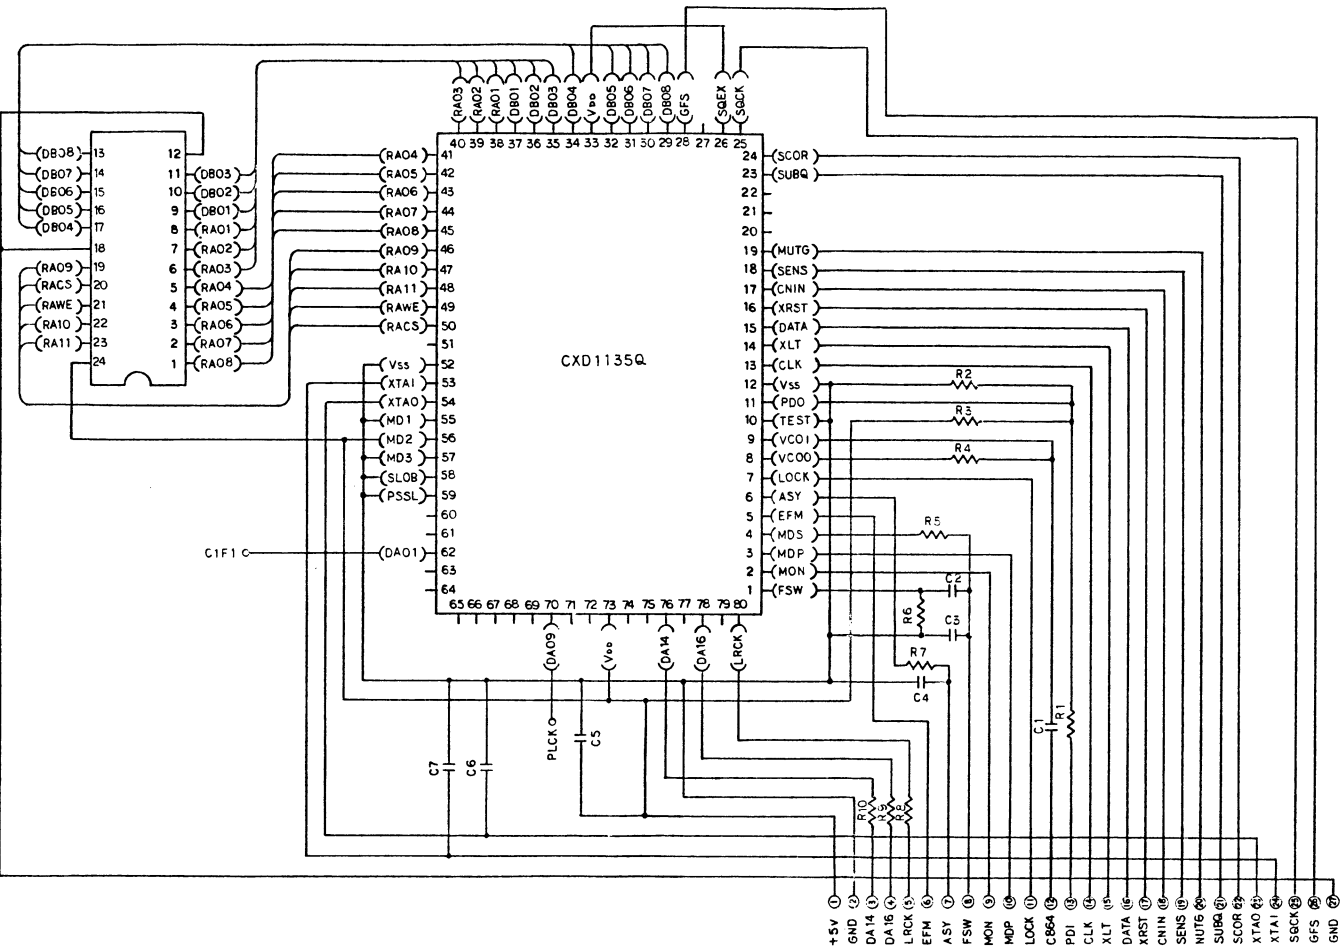 RA03 RA02 RA01 DB01 DB02 DB03 DB04 VDD DB05 DB06 DB07 DB08 GFS SQEX SQCK
40 39 38 37 36 35 34 33 32 31 30 29 28 27 26 25
DB08 13
DB07 14
DB06 15
DB05 16
DB04 17
18
RA09 19
RACS 20
RAWE 21
RA10 22
RA11 23
24
12
11 DB03
10 DB02
9 DB01
8 RA01
7 RA02
6 RA03
5 RA04
4 RA05
3 RA06
2 RA07
1 RA08
RA04 41
RA05 42
RA06 43
RA07 44
RA08 45
RA09 46
RA10 47
RA11 48
RAWE 49
RACS 50
51
Vss 52
XTAI 53
XTAO 54
MD1 55
MD2 56
MD3 57
SLOB 58
PSSL 59
60
61
C1F1 DA01 62
63
64
CXD1135Q
24 SCOR
23 SUBQ
22
21
20
19 MUTG
18 SENS
17 CNIN
16 XRST
15 DATA
14 XLT
13 CLK
12 Vss R2
11 PDO
10 TEST R3
9 VCOI
8 VCOO R4
7 LOCK
6 ASY
5 EFM
4 MDS R5
3 MDP
2 MON
1 FSW C2
R6 C3
R7
C4
65 66 67 68 69 70 71 72 73 74 75 76 77 78 79 80
DA09 VDD DA14 DA16 LRCK
PLCK
C5
C6
C7
C1 R1
R10 R9 R8
1 2 3 4 5 6 7 8 9 10 11 12 13 14 15 16 17 18 19 20 21 22 23 24 25 26 27
+5V GND DA14 DA16 LRCK EFM ASY FSW MON MDP LOCK C864 PDI CLK XLT DATA XRST CNIN SENS NUTG SUBQ SCOR XTAO XTAI SQCK GFS GND